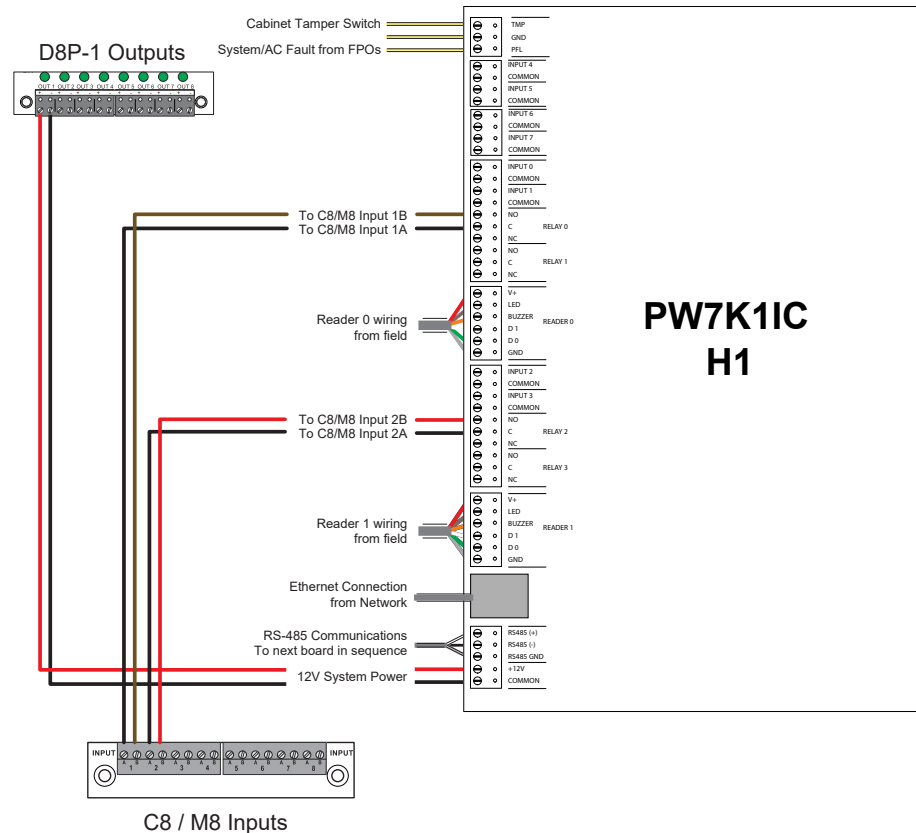 Cabinet Tamper Switch
System/AC Fault from FPOs
D8P-1 Outputs
OUT 1 OUT 2 OUT 3 OUT 4 OUT 5 OUT 6 OUT 7 OUT 8
+ - + - + - + - + - + - + - + -
TMP
GND
PFL
INPUT 4
COMMON
INPUT 5
COMMON
INPUT 6
COMMON
INPUT 7
COMMON
INPUT 0
COMMON
INPUT 1
COMMON
To C8/M8 Input 1B
NO
To C8/M8 Input 1A
C RELAY 0
NC
NO
C RELAY 1
NC
V+
LED
Reader 0 wiring
from field
BUZZER READER 0
D 1
D 0
GND
PW7K1IC
H1
INPUT 2
COMMON
INPUT 3
COMMON
To C8/M8 Input 2B
NO
To C8/M8 Input 2A
C RELAY 2
NC
NO
C RELAY 3
NC
V+
LED
Reader 1 wiring
from field
BUZZER READER 1
D 1
D 0
GND
Ethernet Connection
from Network
RS-485 Communications
To next board in sequence
RS485 (+)
RS485 (-)
RS485 GND
12V System Power
+12V
COMMON
INPUT
A B A B A B A B A B A B A B A B
1 2 3 4 5 6 7 8
INPUT
C8 / M8 Inputs